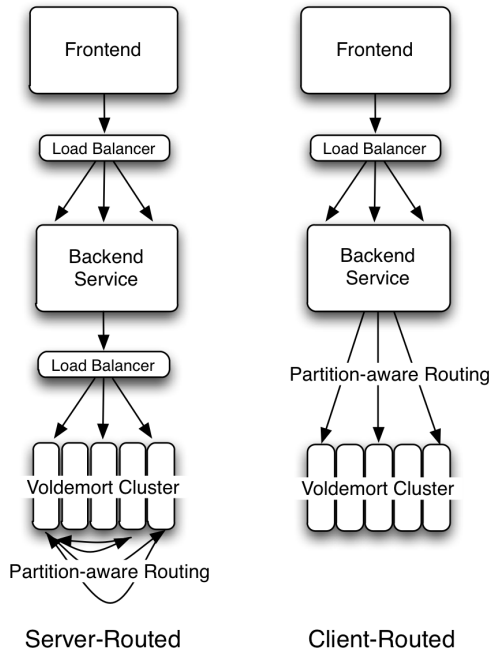 Frontend
Load Balancer
Backend
Service
Load Balancer
Voldemort Cluster
Partition-aware Routing
Server-Routed
Frontend
Load Balancer
Backend
Service
Partition-aware Routing
Voldemort Cluster
Client-Routed